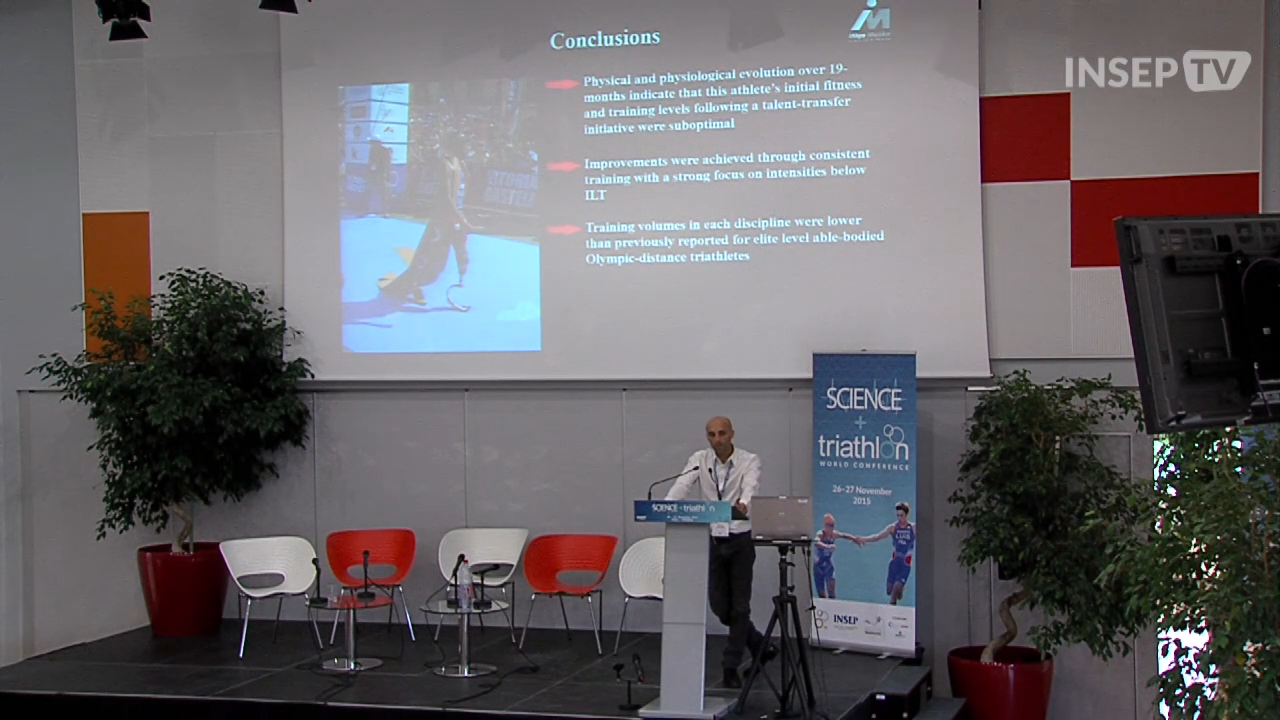 INSEP TV
Conclusions
Physical and physiological evolution over 19-
months indicate that this athlete's initial fitness
and training levels following a talent-transfer
initiative were suboptimal
Improvements were achieved through consistent
training with a strong focus on intensities below
ILT
Training volumes in each discipline were lower
than previously reported for elite level able-bodied
Olympic-distance triathletes
SCIENCE
+
triathlon
WORLD CONFERENCE
26-27 November
2015
INSEP
SCIENCE + triathlon